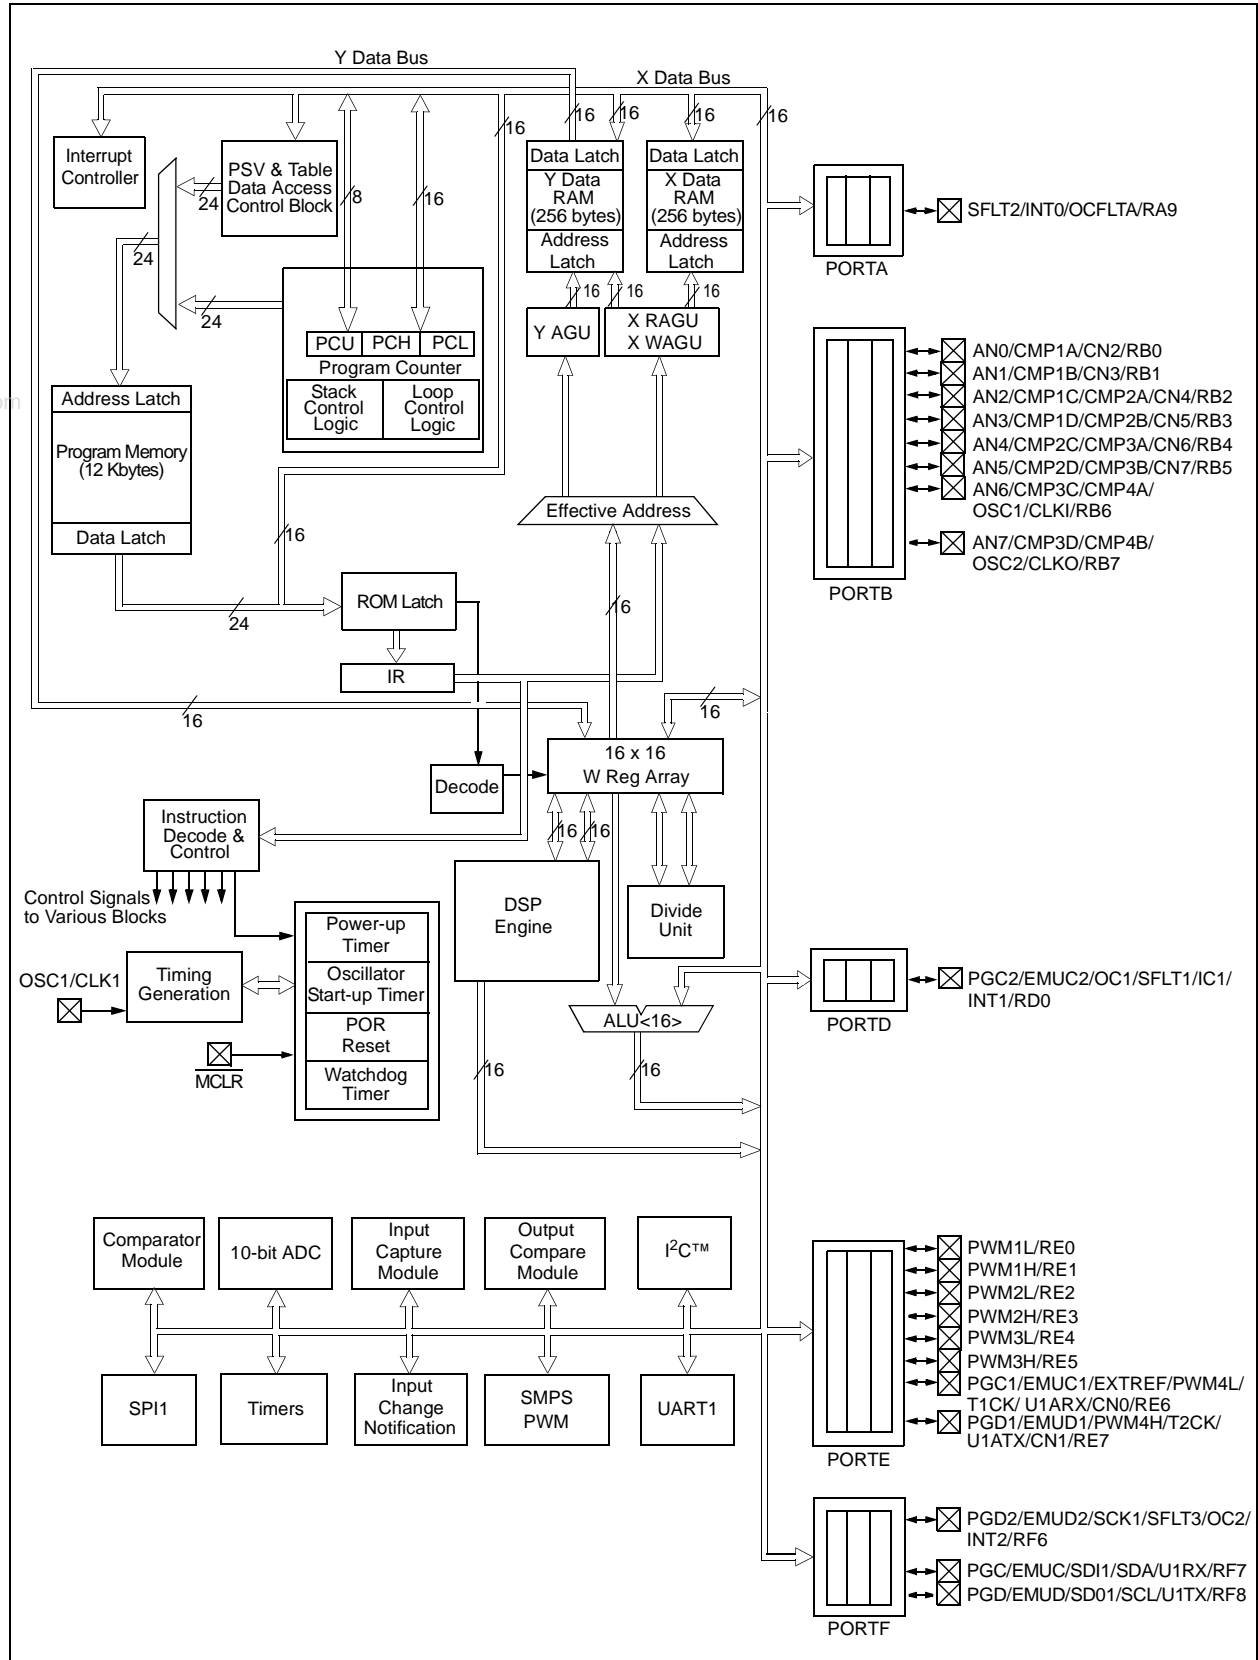 Y Data Bus
X Data Bus
16
16
16
16
16
Interrupt
Controller
PSV & Table
Data Access
Control Block
24
8
16
Data Latch
Y Data
RAM
(256 bytes)
Address
Latch
Data Latch
X Data
RAM
(256 bytes)
Address
Latch
24
24
16
16
16
Y AGU
X RAGU
X WAGU
PCU
PCH
PCL
Program Counter
Stack
Control
Logic
Loop
Control
Logic
om
Address Latch
Program Memory
(12 Kbytes)
Data Latch
16
24
Effective Address
ROM Latch
16
IR
16
16
16 x 16
W Reg Array
Decode
Instruction
Decode &
Control
Control Signals
to Various Blocks
16
16
DSP
Engine
Divide
Unit
Power-up
Timer
Oscillator
Start-up Timer
POR
Reset
Watchdog
Timer
OSC1/CLK1
Timing
Generation
MCLR
ALU<16>
16
16
Comparator
Module
10-bit ADC
Input
Capture
Module
Output
Compare
Module
I2C™
SPI1
Timers
Input
Change
Notification
SMPS
PWM
UART1
SFLT2/INT0/OCFLTA/RA9
PORTA
AN0/CMP1A/CN2/RB0
AN1/CMP1B/CN3/RB1
AN2/CMP1C/CMP2A/CN4/RB2
AN3/CMP1D/CMP2B/CN5/RB3
AN4/CMP2C/CMP3A/CN6/RB4
AN5/CMP2D/CMP3B/CN7/RB5
AN6/CMP3C/CMP4A/
OSC1/CLKI/RB6
AN7/CMP3D/CMP4B/
OSC2/CLKO/RB7
PORTB
PGC2/EMUC2/OC1/SFLT1/IC1/
INT1/RD0
PORTD
PWM1L/RE0
PWM1H/RE1
PWM2L/RE2
PWM2H/RE3
PWM3L/RE4
PWM3H/RE5
PGC1/EMUC1/EXTREF/PWM4L/
T1CK/ U1ARX/CN0/RE6
PGD1/EMUD1/PWM4H/T2CK/
U1ATX/CN1/RE7
PORTE
PGD2/EMUD2/SCK1/SFLT3/OC2/
INT2/RF6
PGC/EMUC/SDI1/SDA/U1RX/RF7
PGD/EMUD/SD01/SCL/U1TX/RF8
PORTF